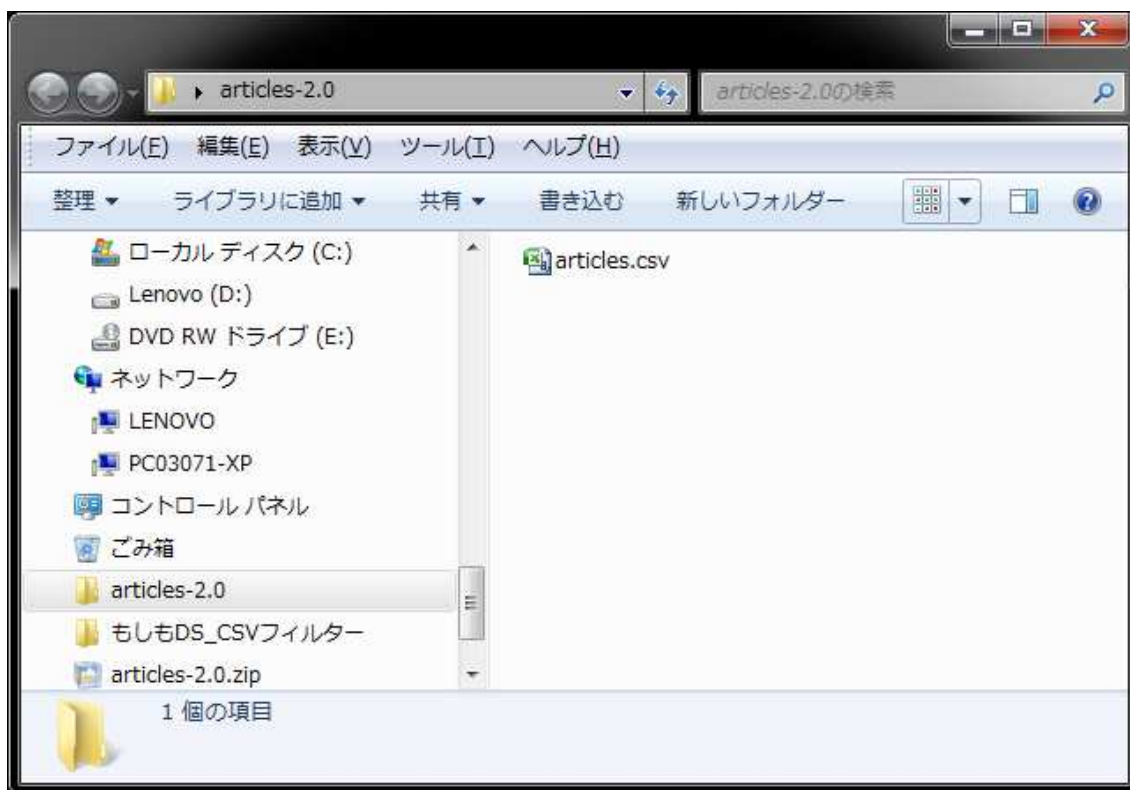 articles-2.0
articles-2.0の検索
ファイル(F) 編集(E) 表示(V) ツール(T) ヘルプ(H)
整理 ライブラリに追加 共有 書き込む 新しいフォルダー
ローカル ディスク (C:)
Lenovo (D:)
DVD RW ドライブ (E:)
ネットワーク
LENOVO
PC03071-XP
コントロール パネル
ごみ箱
articles-2.0
もしもDS_CSVフィルター
articles-2.0.zip
articles.csv
1 個の項目